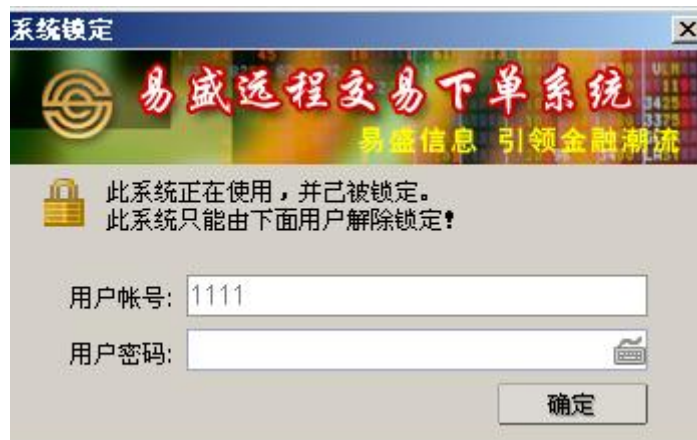 系统锁定
易盛远程交易下单系统
易盛信息 引领金融潮流
此系统正在使用，并己被锁定。
此系统只能由下面用户解除锁定！
用户帐号: 1111
用户密码:
确定